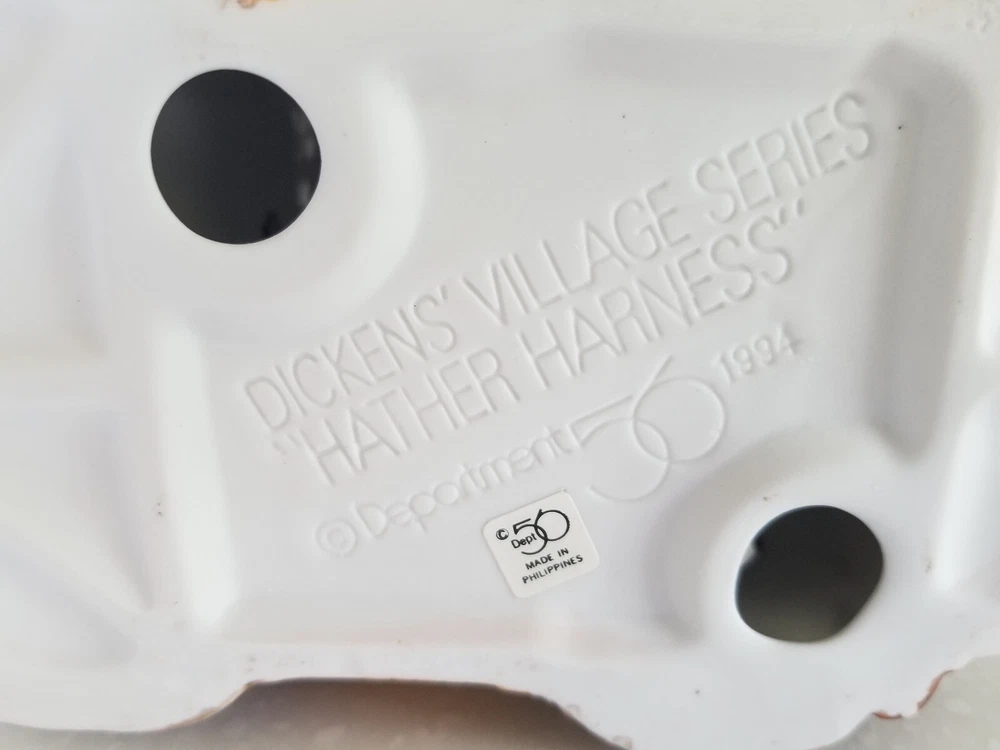 DICKENS' VILLAGE SERIES
"HATHER HARNESS"
©Department 56 1994
© Dept 56
MADE IN
PHILIPPINES